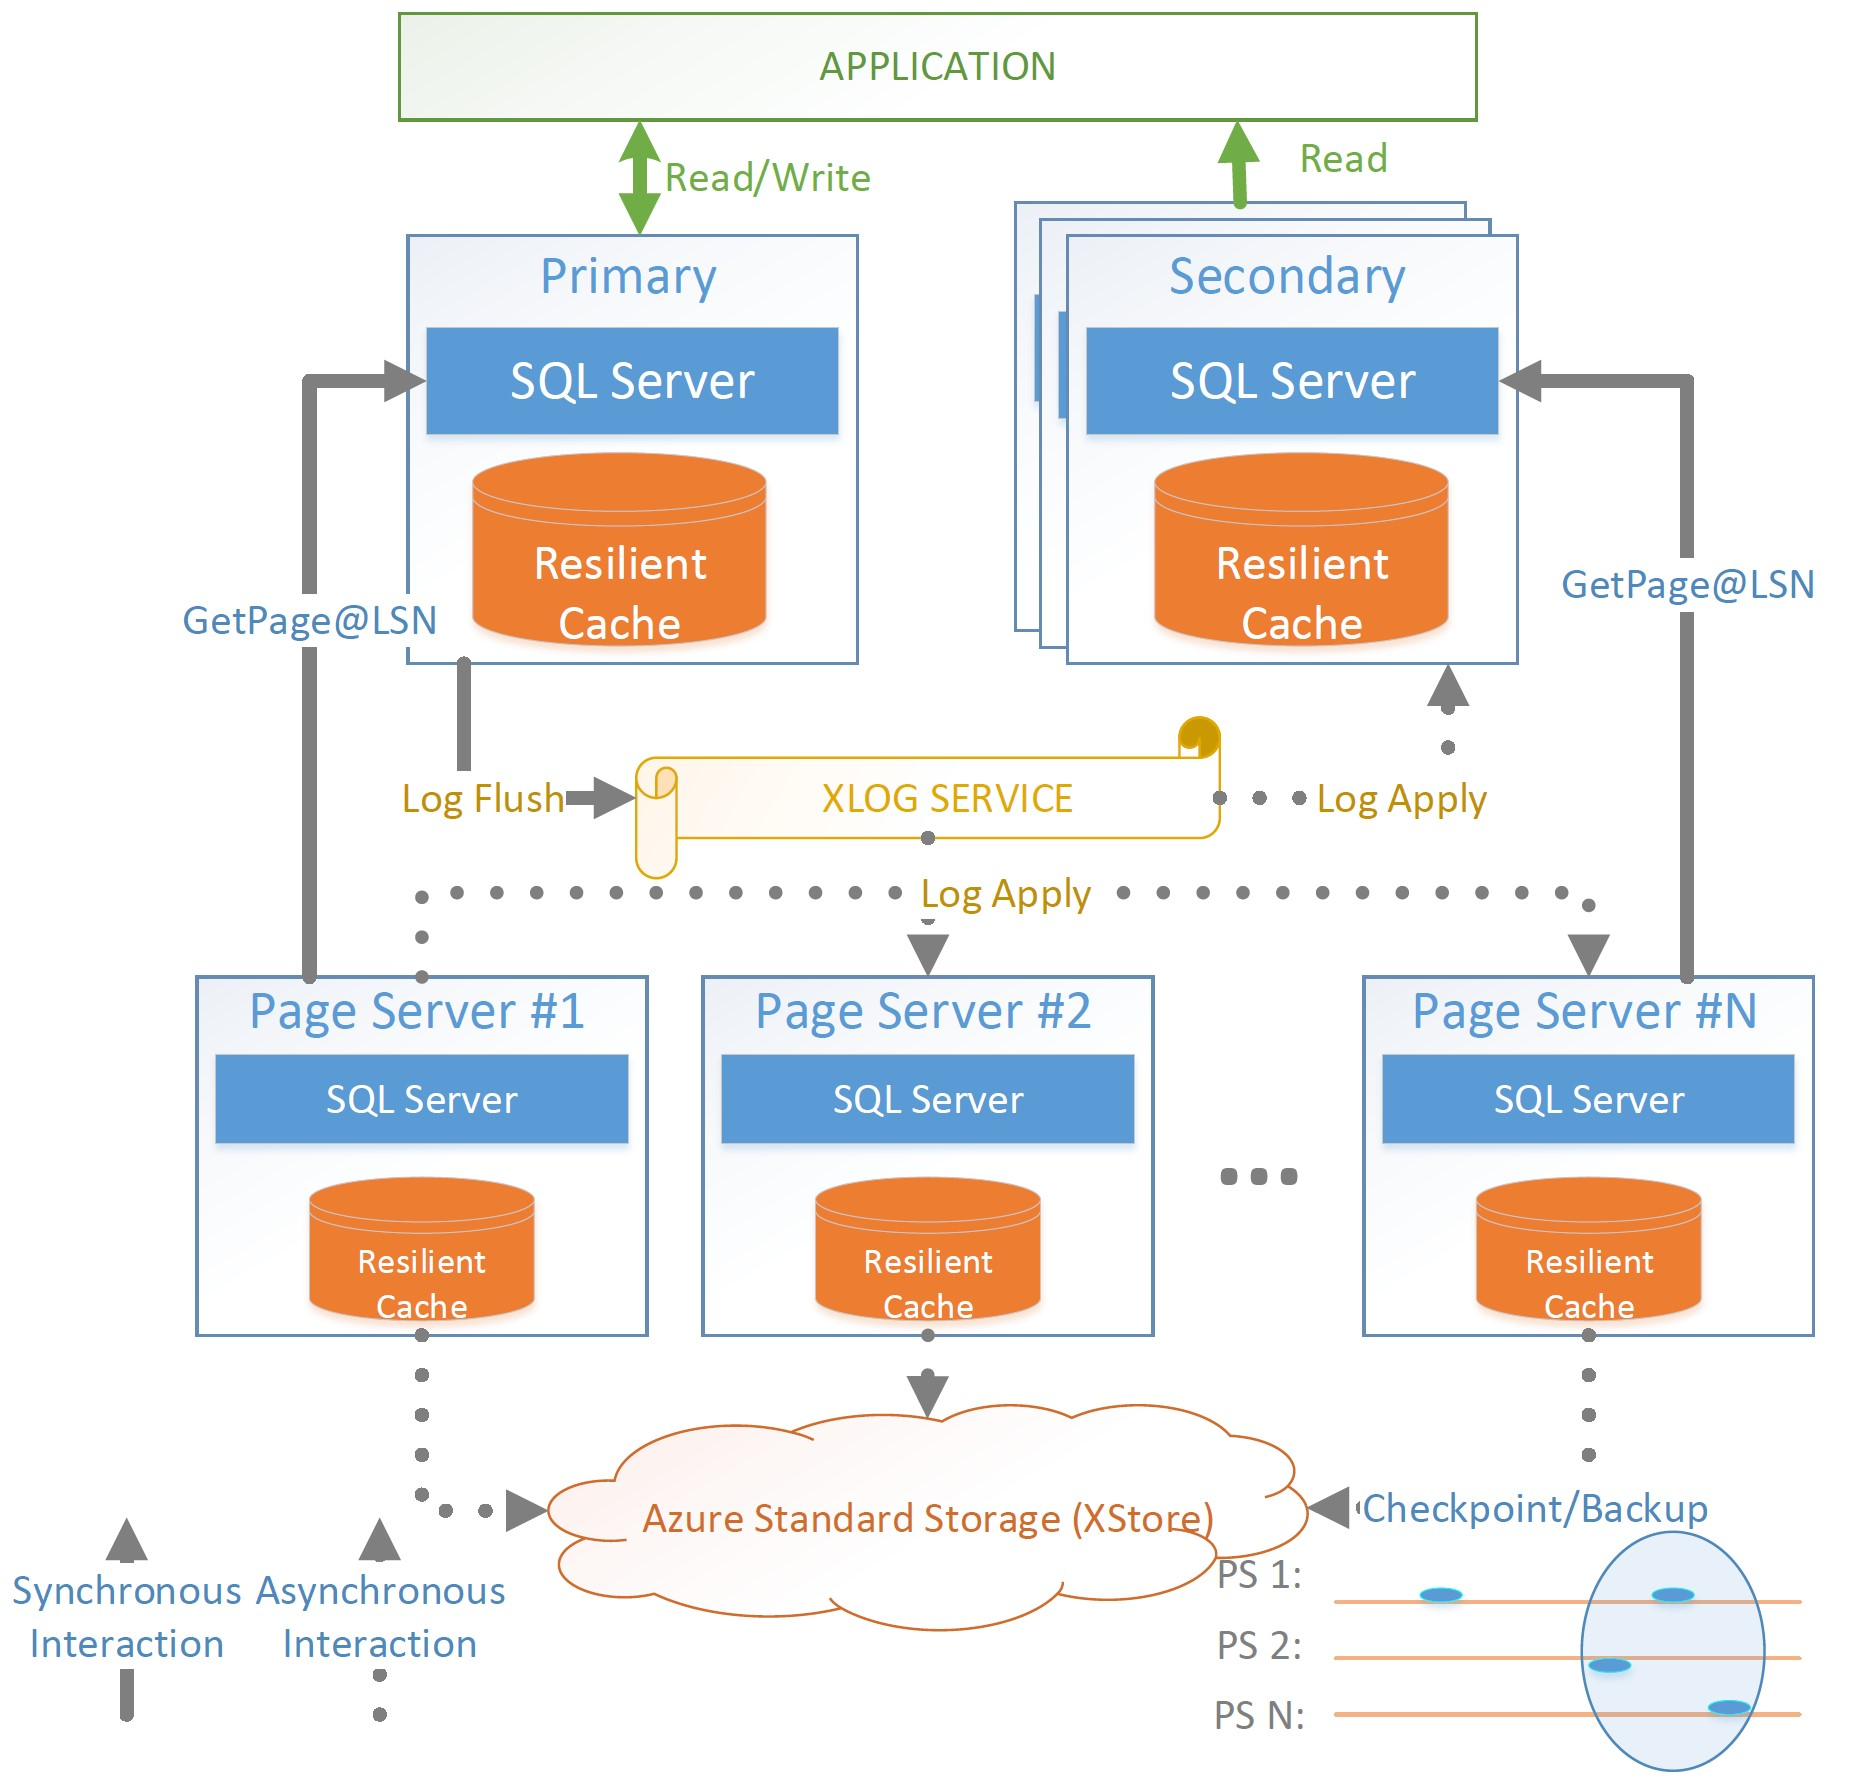 APPLICATION
Read/Write
Read
Primary
Secondary
SQL Server
SQL Server
Resilient
Cache
Resilient
Cache
GetPage@LSN
GetPage@LSN
Log Flush
XLOG SERVICE
Log Apply
Log Apply
Page Server #1
Page Server #2
Page Server #N
SQL Server
SQL Server
SQL Server
Resilient
Cache
Resilient
Cache
Resilient
Cache
Azure Standard Storage (XStore)
Checkpoint/Backup
Synchronous
Interaction
Asynchronous
Interaction
PS 1:
PS 2:
PS N: